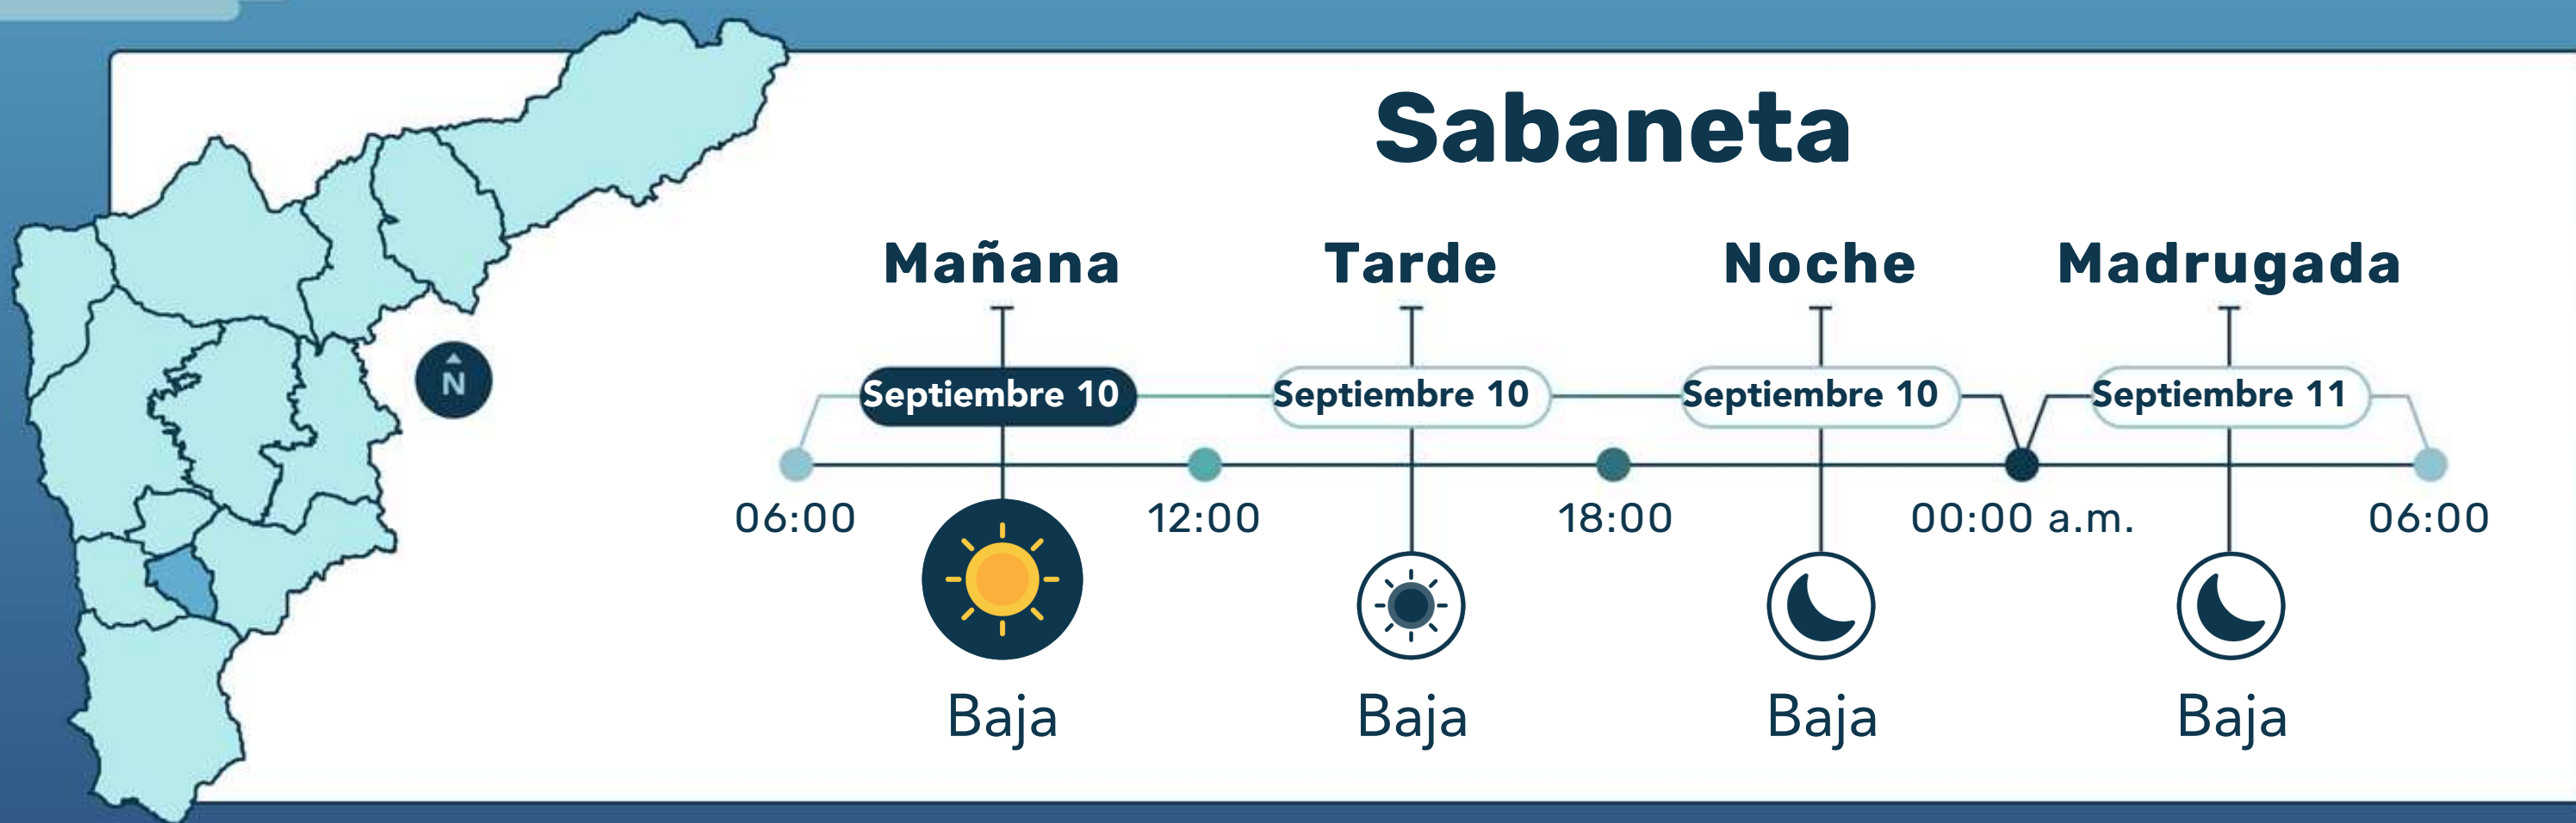 Sabaneta
Mañana Tarde Noche Madrugada
N
Septiembre 10 Septiembre 10 Septiembre 10 Septiembre 11
06:00 12:00 18:00 00:00 a.m. 06:00
Baja Baja Baja Baja